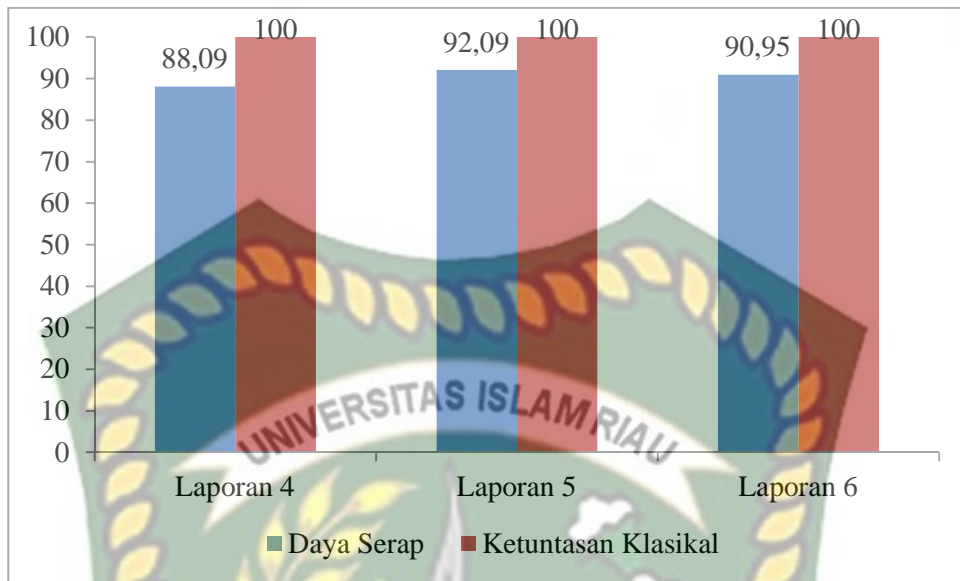 100
90
80
70
60
50
40
30
20
10
0
88,09 100 92,09 100 90,95 100
UNIVERSITAS ISLAM RIAU
Laporan 4 Laporan 5 Laporan 6
Daya Serap Ketuntasan Klasikal